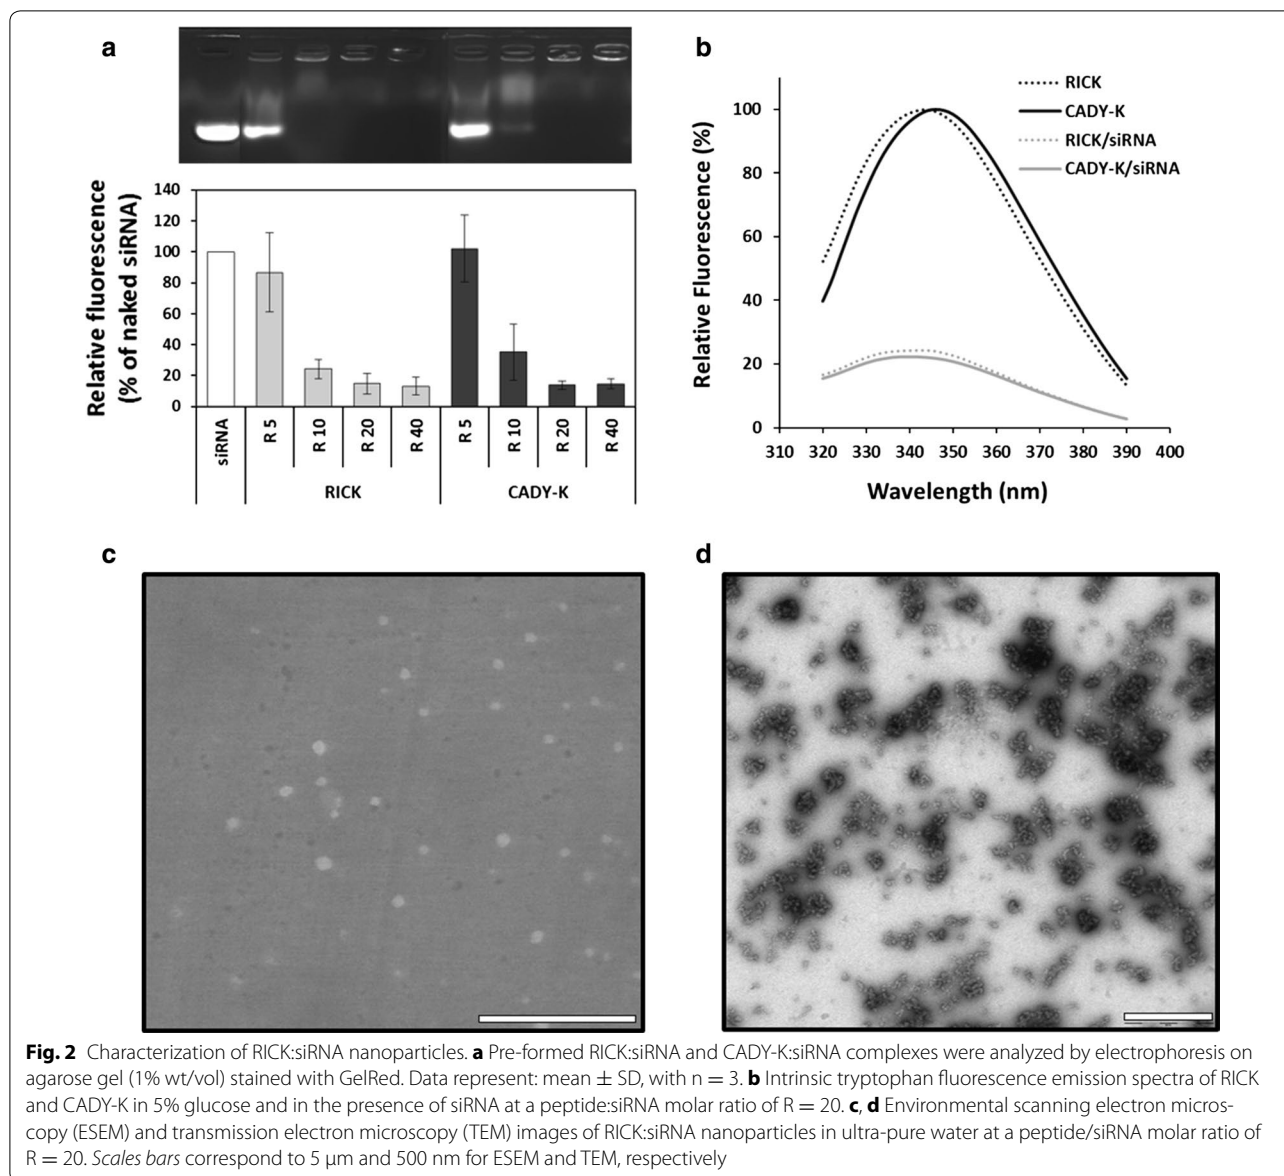 a
Relative fluorescence
(% of naked siRNA)
140
120
100
80
60
40
20
0
siRNA
R 5
R 10
R 20
R 40
R 5
R 10
R 20
R 40
RICK
CADY-K
b
RICK
CADY-K
RICK/siRNA
CADY-K/siRNA
Relative Fluorescence (%)
100
80
60
40
20
0
310 320 330 340 350 360 370 380 390 400
Wavelength (nm)
c
d
Fig. 2 Characterization of RICK:siRNA nanoparticles. a Pre-formed RICK:siRNA and CADY-K:siRNA complexes were analyzed by electrophoresis on
agarose gel (1% wt/vol) stained with GelRed. Data represent: mean ± SD, with n = 3. b Intrinsic tryptophan fluorescence emission spectra of RICK
and CADY-K in 5% glucose and in the presence of siRNA at a peptide:siRNA molar ratio of R = 20. c, d Environmental scanning electron micros-
copy (ESEM) and transmission electron microscopy (TEM) images of RICK:siRNA nanoparticles in ultra-pure water at a peptide/siRNA molar ratio of
R = 20. Scales bars correspond to 5 μm and 500 nm for ESEM and TEM, respectively